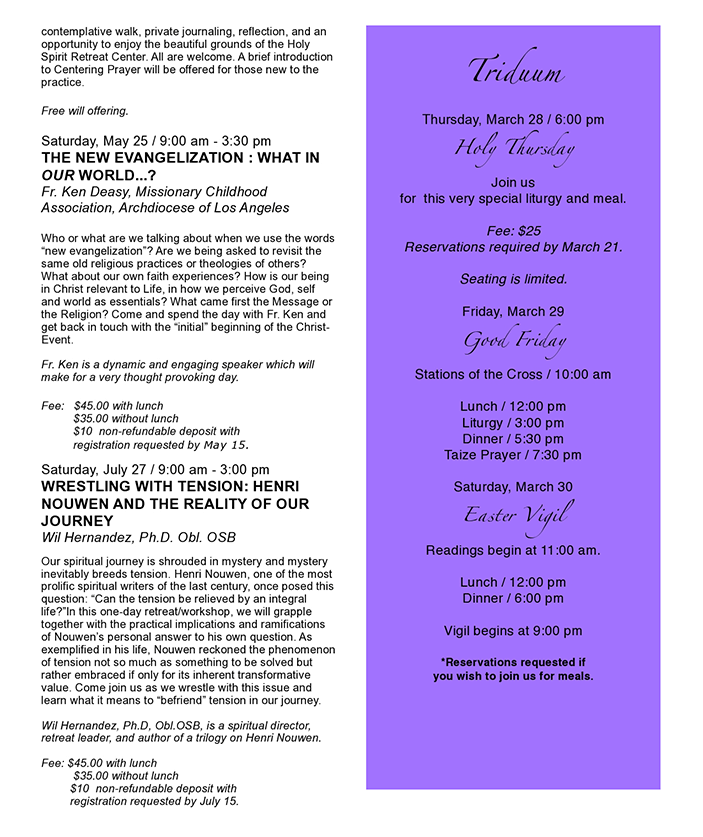 contemplative walk, private journaling, reflection, and an
opportunity to enjoy the beautiful grounds of the Holy
Spirit Retreat Center. All are welcome. A brief introduction
to Centering Prayer will be offered for those new to the
practice.
Free will offering.
Saturday, May 25 / 9:00 am - 3:30 pm
THE NEW EVANGELIZATION : WHAT IN
OUR WORLD...?
Fr. Ken Deasy, Missionary Childhood
Association, Archdiocese of Los Angeles
Who or what are we talking about when we use the words
“new evangelization”? Are we being asked to revisit the
same old religious practices or theologies of others?
What about our own faith experiences? How is our being
in Christ relevant to Life, in how we perceive God, self
and world as essentials? What came first the Message or
the Religion? Come and spend the day with Fr. Ken and
get back in touch with the “initial” beginning of the Christ-
Event.
Fr. Ken is a dynamic and engaging speaker which will
make for a very thought provoking day.
Fee: $45.00 with lunch
$35.00 without lunch
$10 non-refundable deposit with
registration requested by May 15.
Saturday, July 27 / 9:00 am - 3:00 pm
WRESTLING WITH TENSION: HENRI
NOUWEN AND THE REALITY OF OUR
JOURNEY
Wil Hernandez, Ph.D. Obl. OSB
Our spiritual journey is shrouded in mystery and mystery
inevitably breeds tension. Henri Nouwen, one of the most
prolific spiritual writers of the last century, once posed this
question: “Can the tension be relieved by an integral
life?”In this one-day retreat/workshop, we will grapple
together with the practical implications and ramifications
of Nouwen’s personal answer to his own question. As
exemplified in his life, Nouwen reckoned the phenomenon
of tension not so much as something to be solved but
rather embraced if only for its inherent transformative
value. Come join us as we wrestle with this issue and
learn what it means to “befriend” tension in our journey.
Wil Hernandez, Ph.D, Obl.OSB, is a spiritual director,
retreat leader, and author of a trilogy on Henri Nouwen.
Fee: $45.00 with lunch
$35.00 without lunch
$10 non-refundable deposit with
registration requested by July 15.
Triduum
Thursday, March 28 / 6:00 pm
Holy Thursday
Join us
for this very special liturgy and meal.
Fee: $25
Reservations required by March 21.
Seating is limited.
Friday, March 29
Good Friday
Stations of the Cross / 10:00 am
Lunch / 12:00 pm
Liturgy / 3:00 pm
Dinner / 5:30 pm
Taize Prayer / 7:30 pm
Saturday, March 30
Easter Vigil
Readings begin at 11:00 am.
Lunch / 12:00 pm
Dinner / 6:00 pm
Vigil begins at 9:00 pm
*Reservations requested if
you wish to join us for meals.